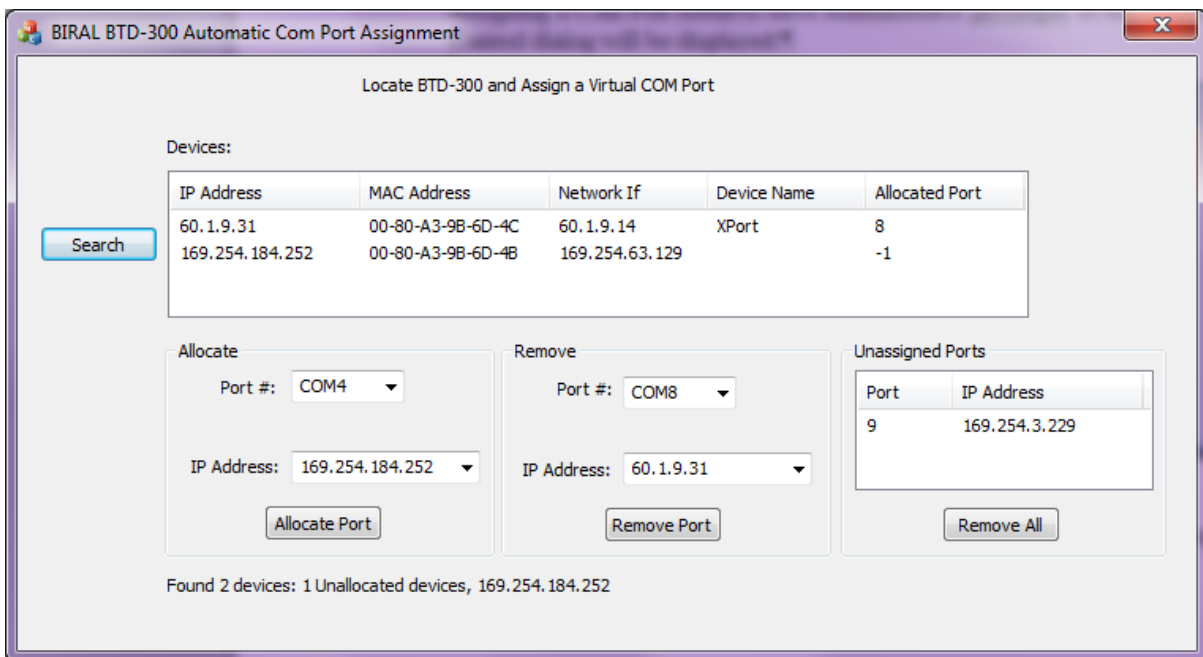 BIRAL BTD-300 Automatic Com Port Assignment
Locate BTD-300 and Assign a Virtual COM Port
Devices:
IP Address MAC Address Network If Device Name Allocated Port
60.1.9.31 00-80-A3-9B-6D-4C 60.1.9.14 XPort 8
Search
169.254.184.252 00-80-A3-9B-6D-4B 169.254.63.129 -1
Allocate Remove Unassigned Ports
Port #: COM4 Port #: COM8 Port IP Address
9 169.254.3.229
IP Address: 169.254.184.252 IP Address: 60.1.9.31
Allocate Port Remove Port Remove All
Found 2 devices: 1 Unallocated devices, 169.254.184.252